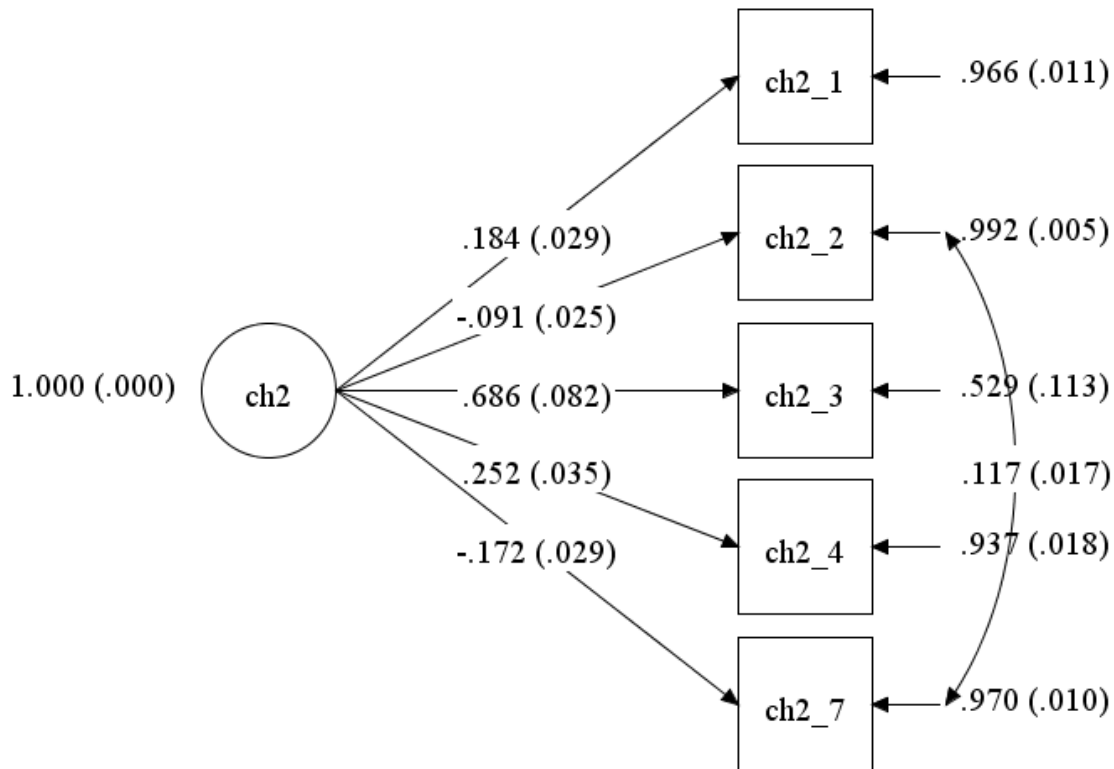 ch2_1
.966 (.011)
.184 (.029)
ch2_2
.992 (.005)
-.091 (.025)
1.000 (.000)
ch2
.686 (.082)
ch2_3
.529 (.113)
.252 (.035)
.117 (.017)
-.172 (.029)
ch2_4
.937 (.018)
ch2_7
.970 (.010)